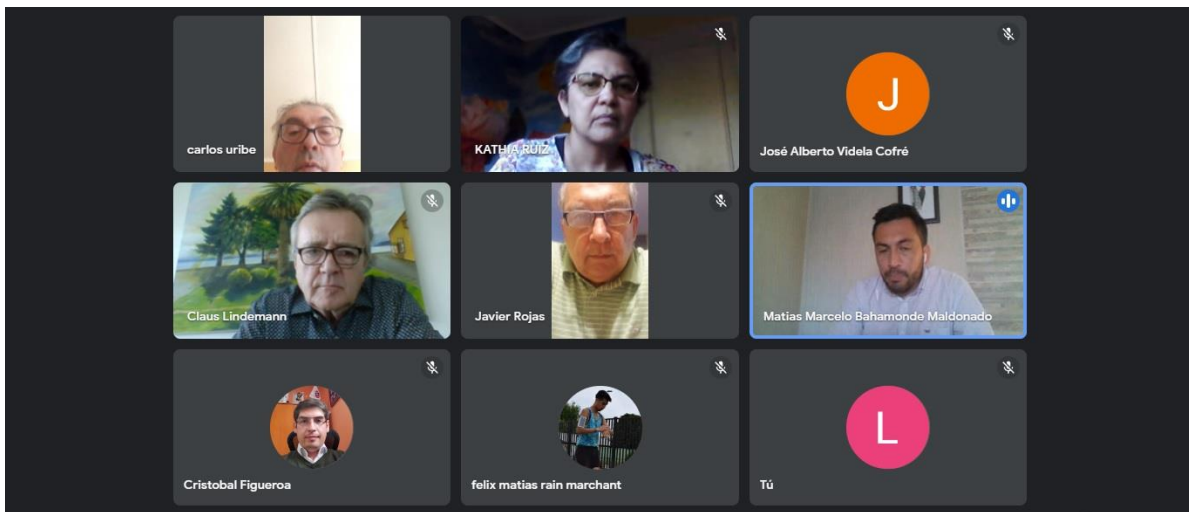 carlos uribe
KATHIA RUIZ
J
José Alberto Videla Cofré
Claus Lindemann
Javier Rojas
Matias Marcelo Bahamonde Maldonado
Cristobal Figueroa
felix matias rain marchant
L
Tú